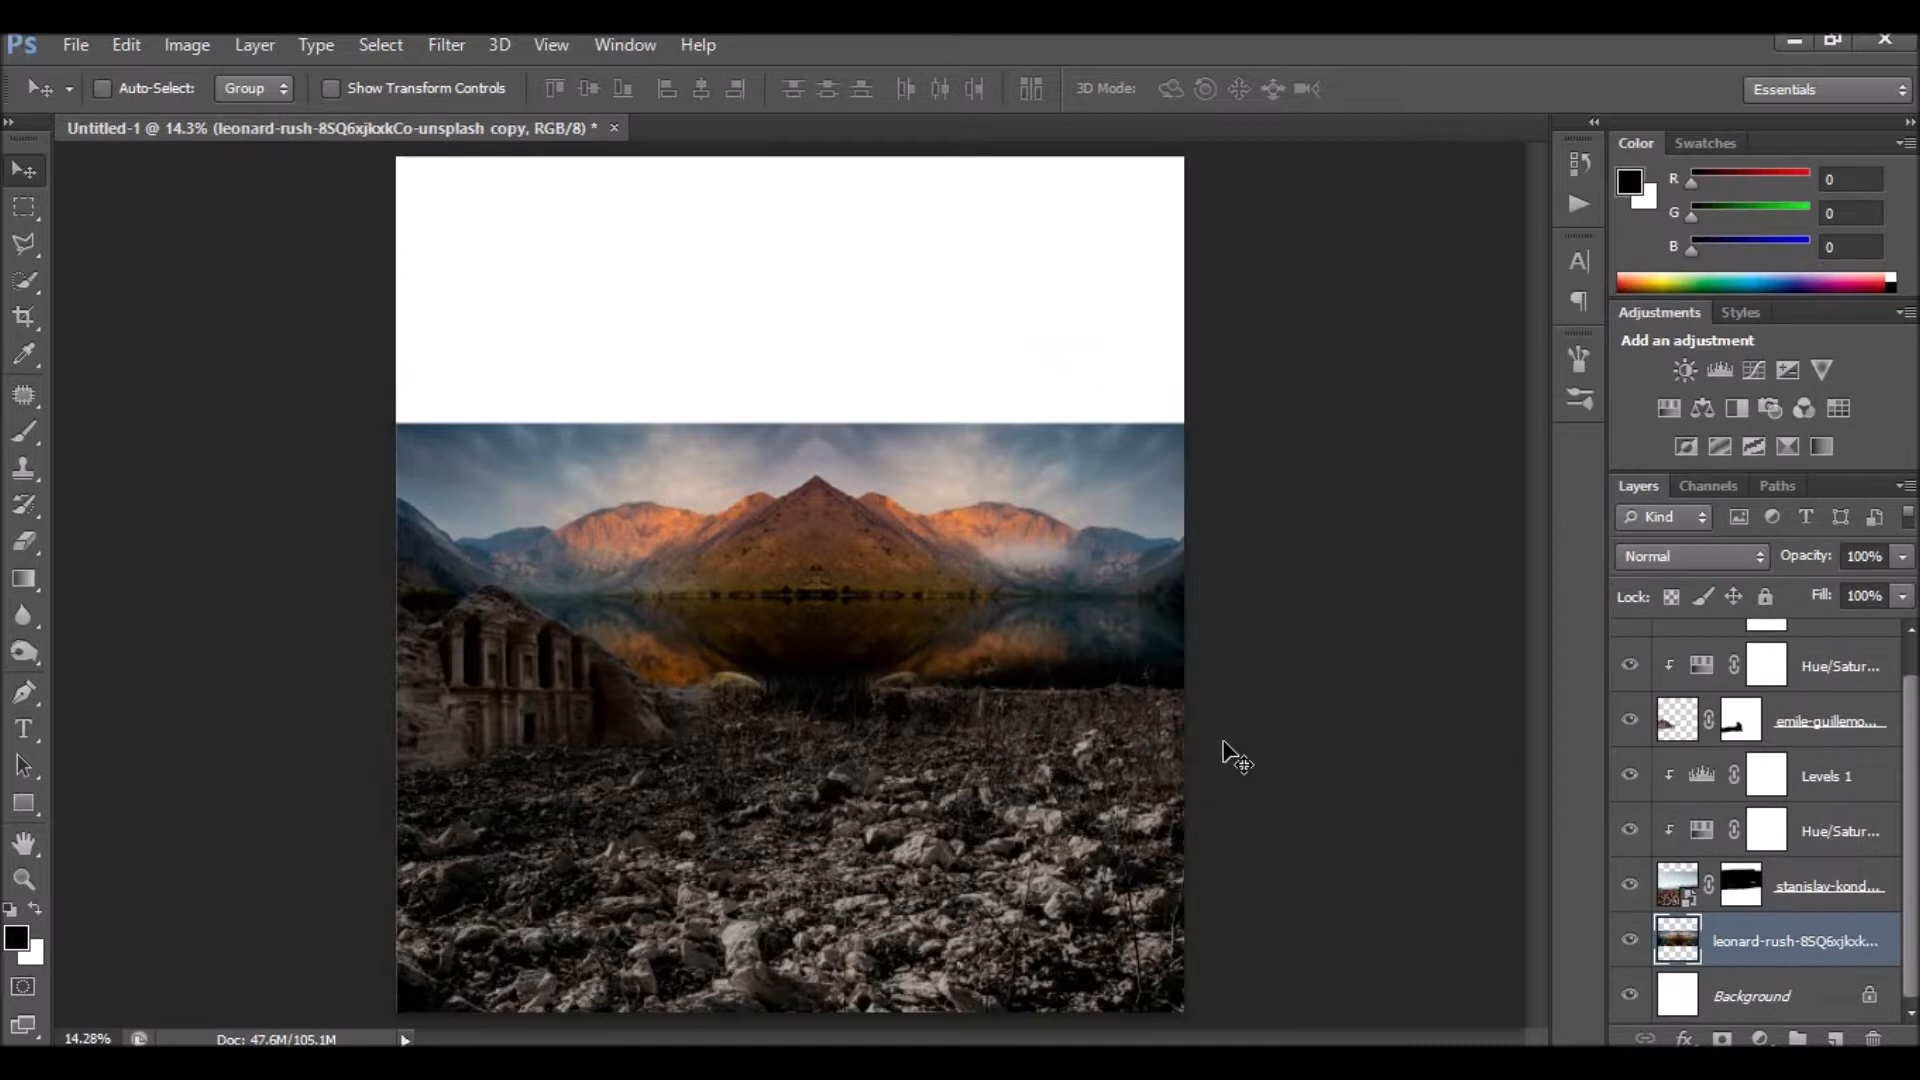 Ps File Edit Image Layer Type Select Filter 3D View Window Help
Auto-Select: Group Show Transform Controls 3D Mode: Essentials
Untitled-1 @ 14.3% (leonard-rush-8SQ6xjkxkCo-unsplash copy, RGB/8) * ×
Color Swatches
R 0
G 0
B 0
Adjustments Styles
Add an adjustment
Layers Channels Paths
Kind
Normal Opacity: 100%
Lock: Fill: 100%
Hue/Satur...
emile-guillemo...
Levels 1
Hue/Satur...
stanislav-kond...
leonard-rush-8SQ6xjkxk...
Background
14.28% Doc: 47.6M/105.1M